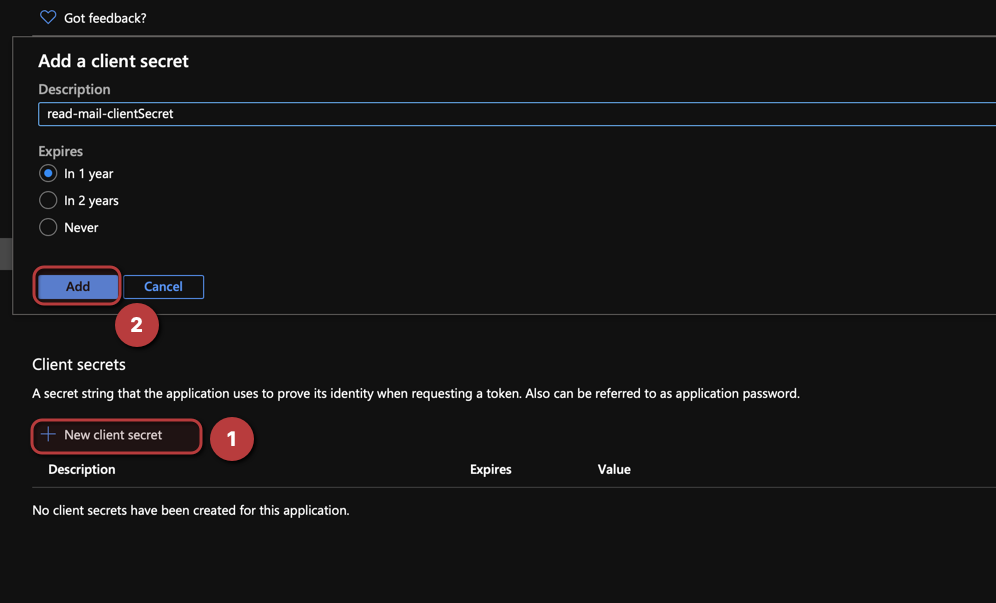 Got feedback?
Add a client secret
Description
read-mail-clientSecret
Expires
In 1 year
In 2 years
Never
Add Cancel
2
Client secrets
A secret string that the application uses to prove its identity when requesting a token. Also can be referred to as application password.
New client secret 1
Description Expires Value
No client secrets have been created for this application.